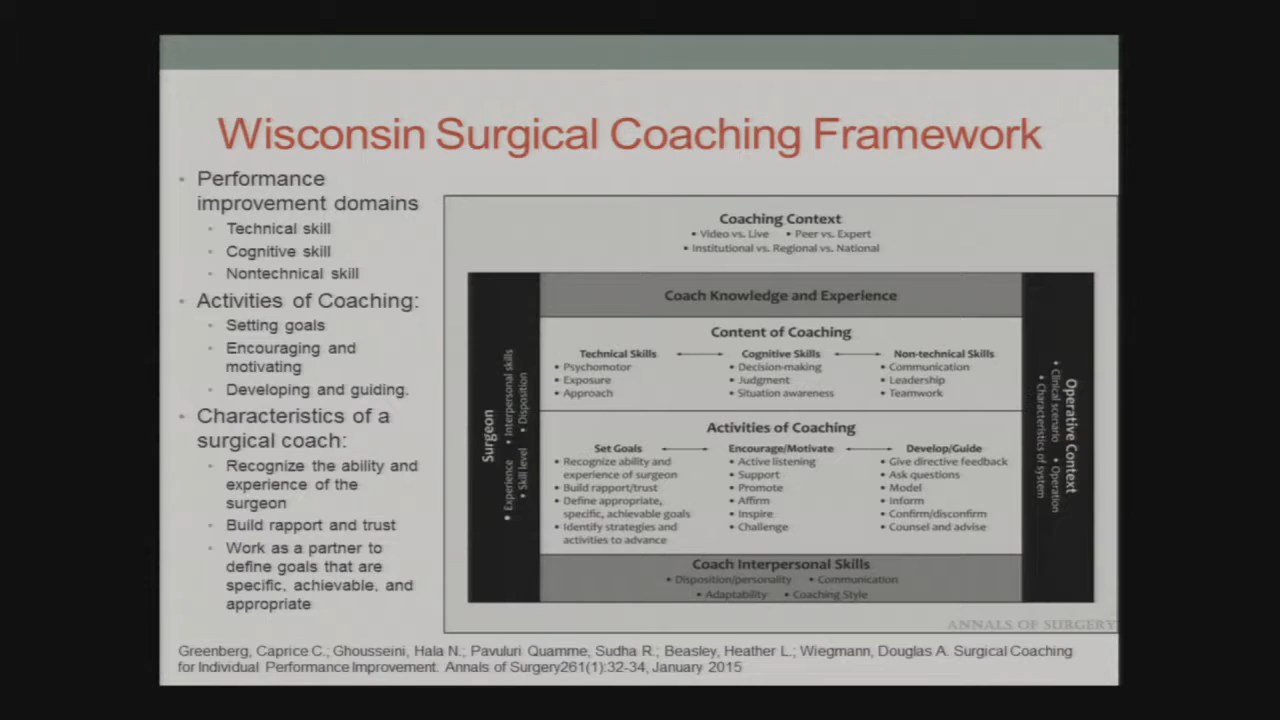 Wisconsin Surgical Coaching Framework
• Performance
improvement domains
• Technical skill
• Cognitive skill
• Nontechnical skill
• Activities of Coaching:
• Setting goals
• Encouraging and
motivating
• Developing and guiding.
• Characteristics of a
surgical coach:
• Recognize the ability and
experience of the
surgeon
• Build rapport and trust
• Work as a partner to
define goals that are
specific, achievable, and
appropriate
Coaching Context
• Video vs. Live • Peer vs. Expert
• Institutional vs. Regional vs. National
Surgeon
• Experience • Interpersonal skills
• Skill level • Disposition
Coach Knowledge and Experience
Content of Coaching
Technical Skills Cognitive Skills Non-technical Skills
• Psychomotor • Decision-making • Communication
• Exposure • Judgment • Leadership
• Approach • Situation awareness • Teamwork
Activities of Coaching
Set Goals Encourage/Motivate Develop/Guide
• Recognize ability and • Active listening • Give directive feedback
experience of surgeon • Support • Ask questions
• Build rapport/trust • Promote • Model
• Define appropriate, • Affirm • Inform
specific, achievable goals • Inspire • Confirm/disconfirm
• Identify strategies and • Challenge • Counsel and advise
activities to advance
Coach Interpersonal Skills
• Disposition/personality • Communication
• Adaptability • Coaching Style
Operative Context
• Clinical scenario • Operation
• Characteristics of system
ANNALS OF SURGERY
Greenberg, Caprice C.; Ghousseini, Hala N.; Pavuluri Quamme, Sudha R.; Beasley, Heather L.; Wiegmann, Douglas A. Surgical Coaching
for Individual Performance Improvement. Annals of Surgery261(1):32-34, January 2015